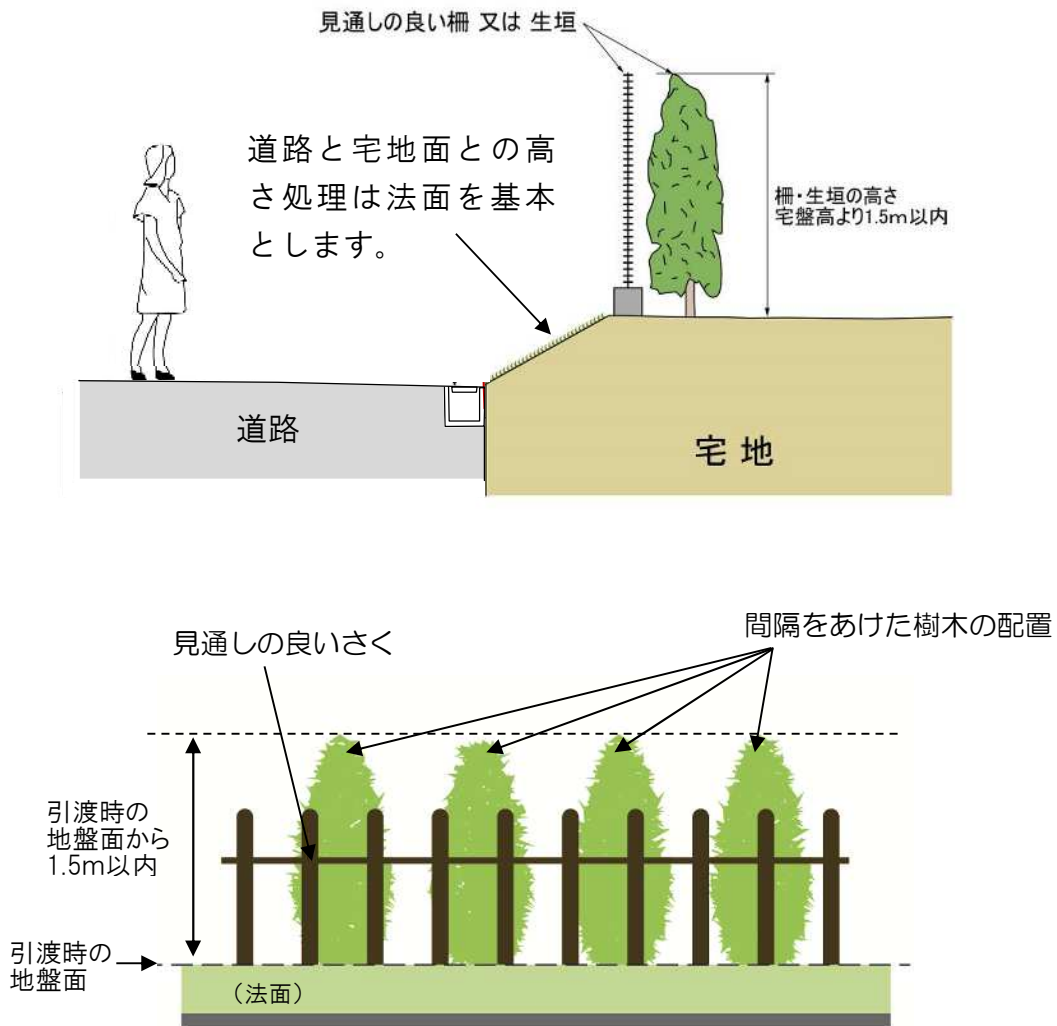 見通しの良い柵 又は 生垣
道路と宅地面との高
さ処理は法面を基本
とします。
柵・生垣の高さ
宅盤高より1.5m以内
道路
宅 地
間隔をあけた樹木の配置
見通しの良いさく
引渡時の
地盤面から
1.5m以内
引渡時の
地盤面
（法面）